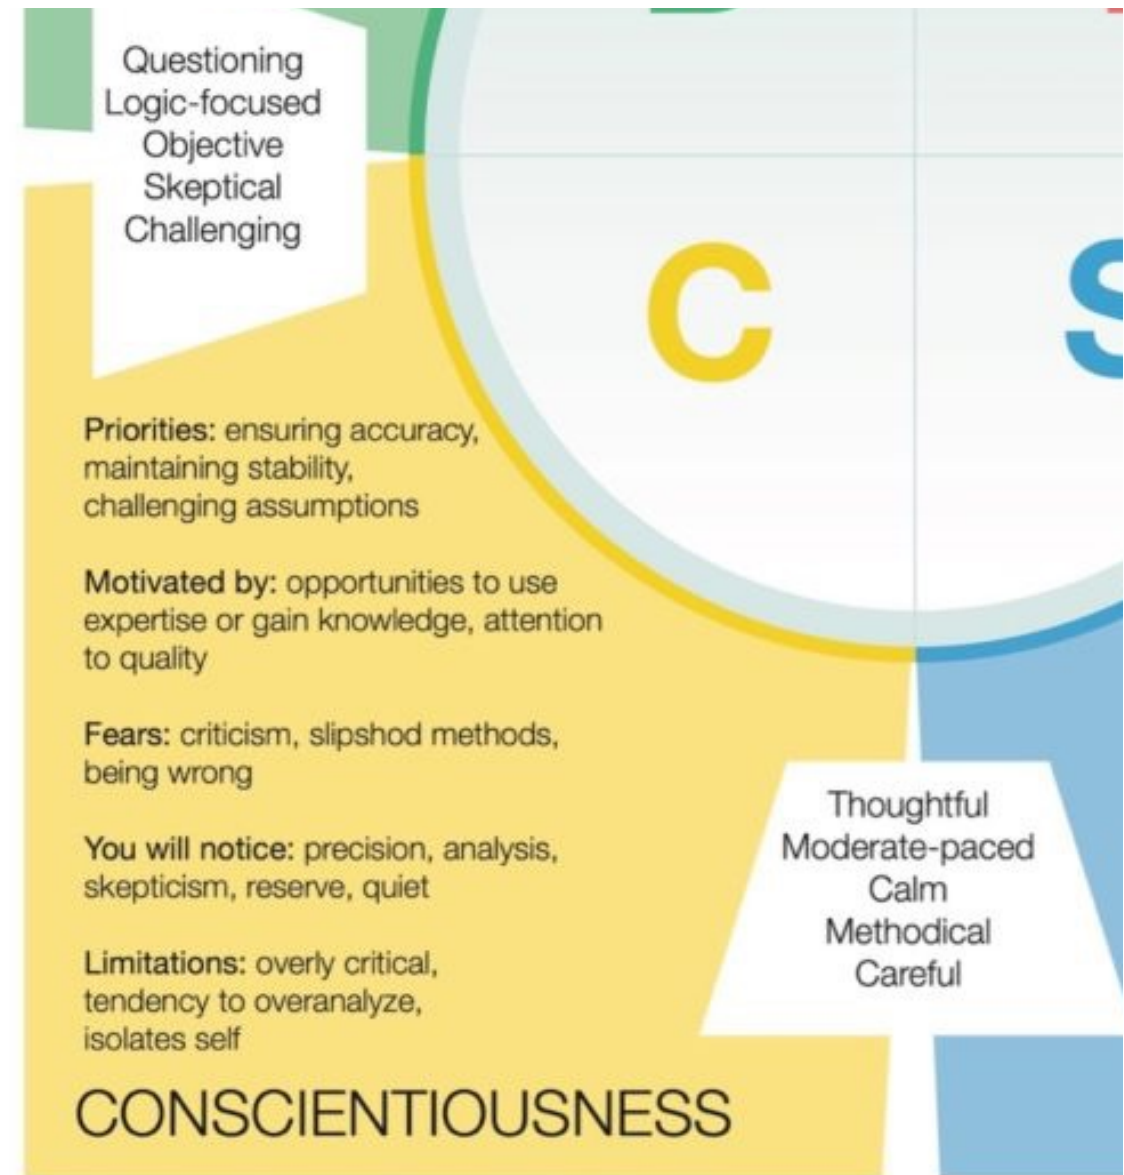 Questioning
Logic-focused
Objective
Skeptical
Challenging
C
S
Priorities: ensuring accuracy,
maintaining stability,
challenging assumptions
Motivated by: opportunities to use
expertise or gain knowledge, attention
to quality
Fears: criticism, slipshod methods,
being wrong
You will notice: precision, analysis,
skepticism, reserve, quiet
Limitations: overly critical,
tendency to overanalyze,
isolates self
Thoughtful
Moderate-paced
Calm
Methodical
Careful
CONSCIENTIOUSNESS